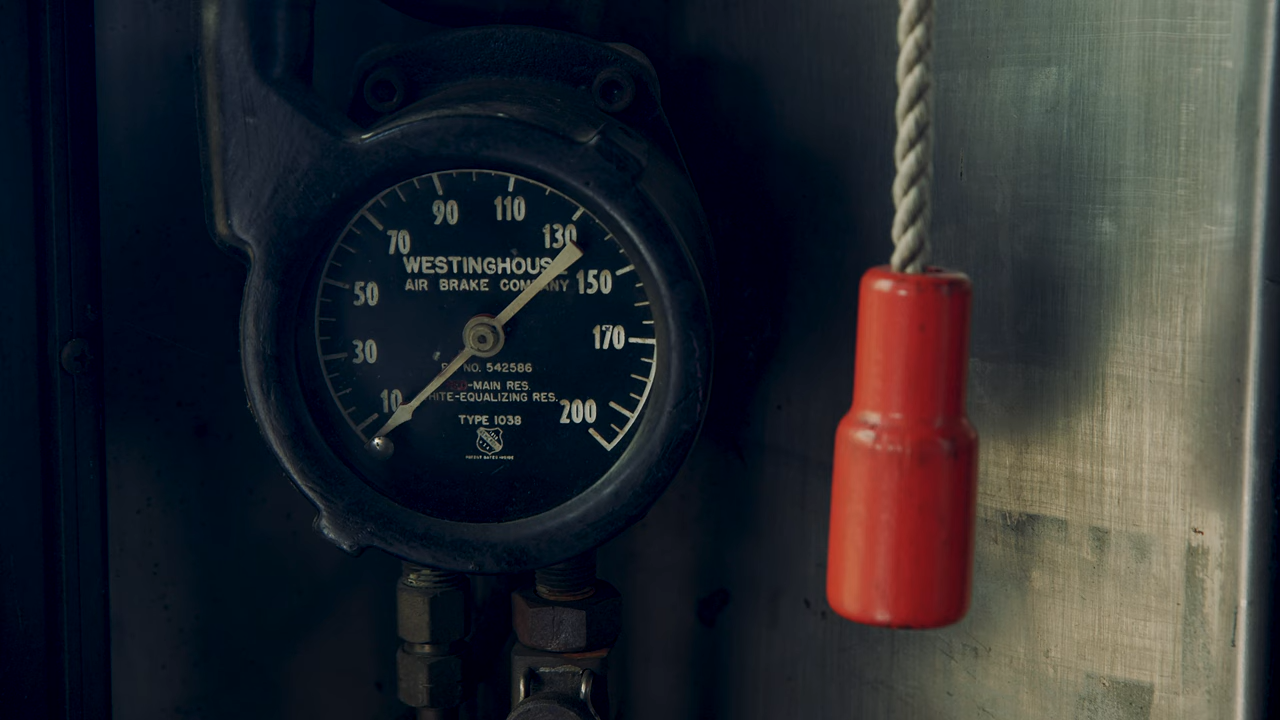 90 110
70 130
WESTINGHOUSE
AIR BRAKE COMPANY
50 150
30 170
NO. 542586
-MAIN RES.
-EQUALIZING RES.
10 200
TYPE 1038